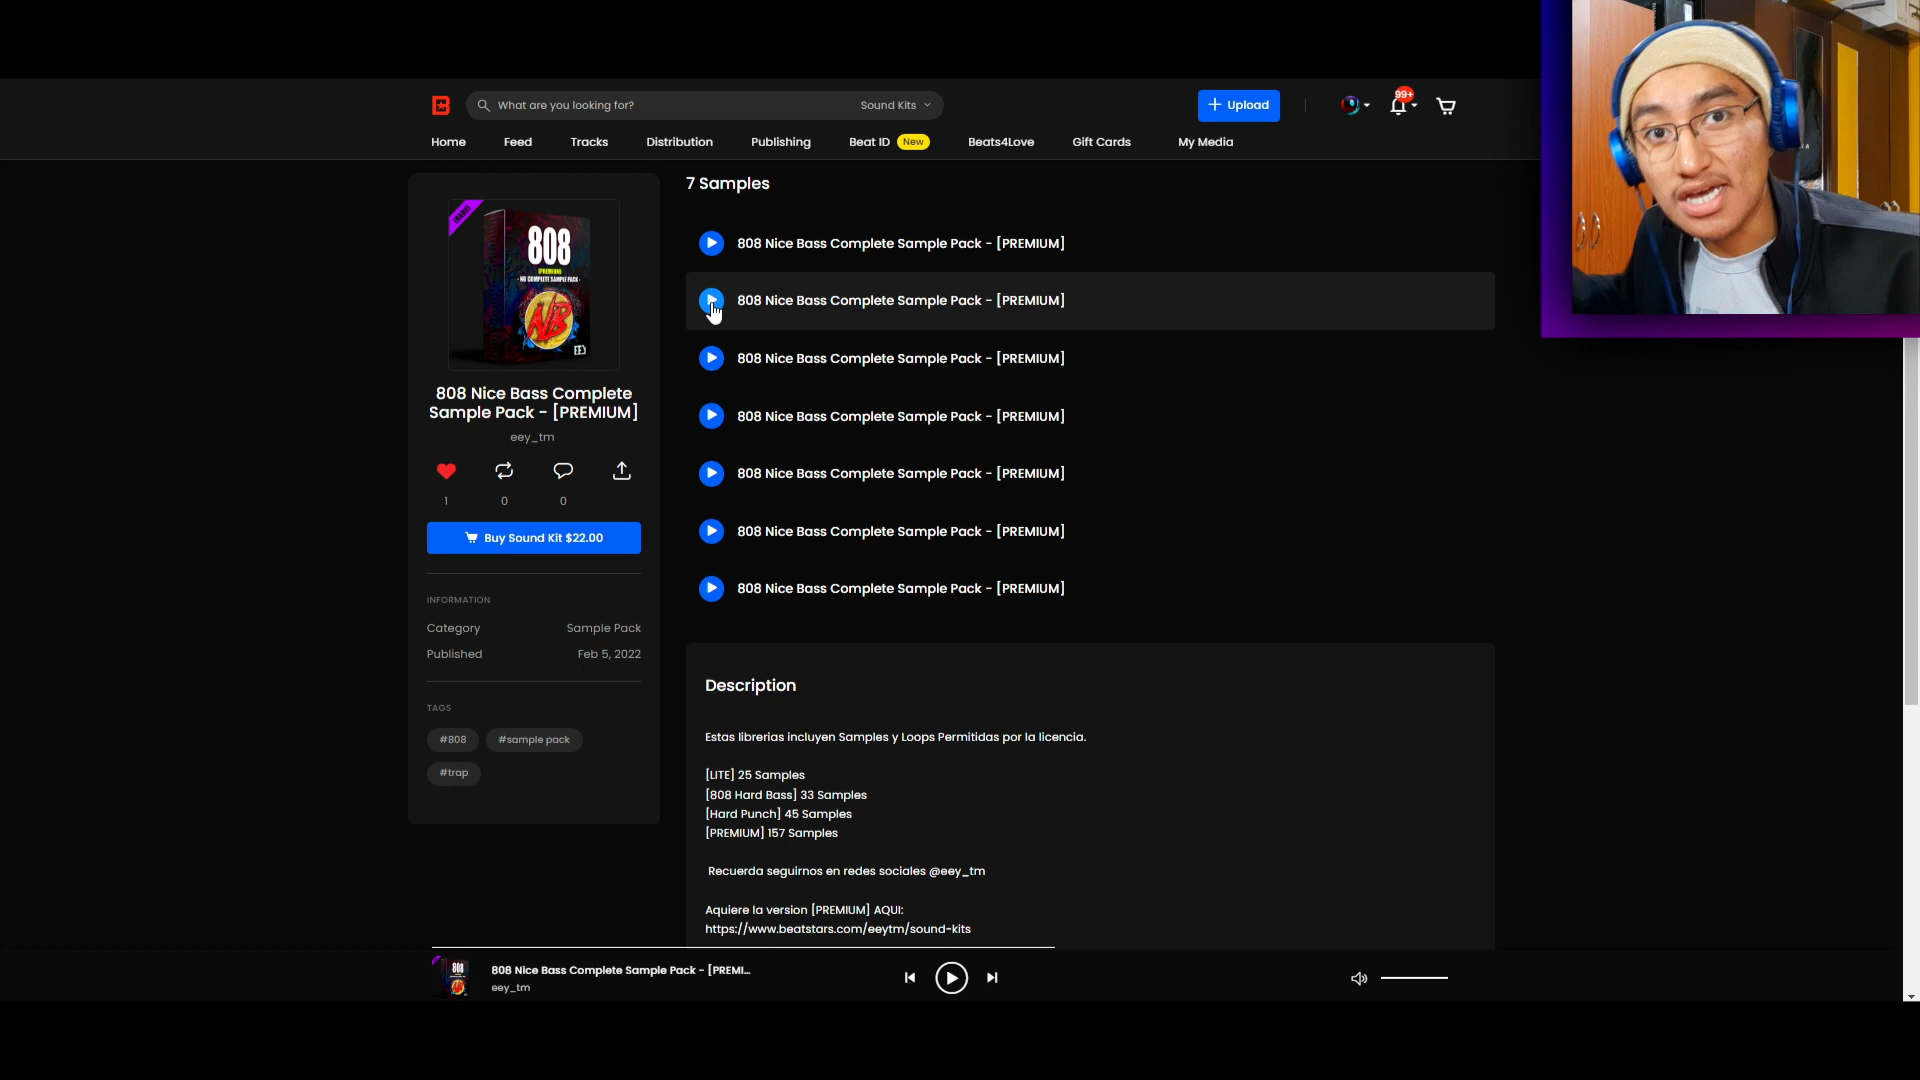 What are you looking for?
Sound Kits
Upload
99+
Home
Feed
Tracks
Distribution
Publishing
Beat ID
New
Beats4Love
Gift Cards
My Media
808
[PREMIUM]
- NB COMPLETE SAMPLE PACK -
NB
808 Nice Bass Complete
Sample Pack - [PREMIUM]
eey_tm
1
0
0
Buy Sound Kit $22.00
INFORMATION
Category
Sample Pack
Published
Feb 5, 2022
TAGS
#808
#sample pack
#trap
7 Samples
808 Nice Bass Complete Sample Pack - [PREMIUM]
808 Nice Bass Complete Sample Pack - [PREMIUM]
808 Nice Bass Complete Sample Pack - [PREMIUM]
808 Nice Bass Complete Sample Pack - [PREMIUM]
808 Nice Bass Complete Sample Pack - [PREMIUM]
808 Nice Bass Complete Sample Pack - [PREMIUM]
808 Nice Bass Complete Sample Pack - [PREMIUM]
Description
Estas librerias incluyen Samples y Loops Permitidas por la licencia.
[LITE] 25 Samples
[808 Hard Bass] 33 Samples
[Hard Punch] 45 Samples
[PREMIUM] 157 Samples
Recuerda seguirnos en redes sociales @eey_tm
Aquiere la version [PREMIUM] AQUI:
https://www.beatstars.com/eeytm/sound-kits
808
NB
808 Nice Bass Complete Sample Pack - [PREMI...
eey_tm